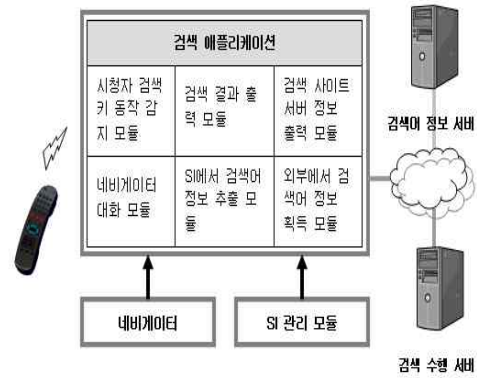 검색 애플리케이션
시청자 검색
키 동작 감
지 모듈
검색 결과 출
력 모듈
검색 사이트
서버 정보
출력 모듈
네비게이터
대화 모듈
SI에서 검색어
정보 추출 모
듈
외부에서 검
색어 정보
획득 모듈
네비게이터
SI 관리 모듈
검색어 정보 서버
검색 수행 서버